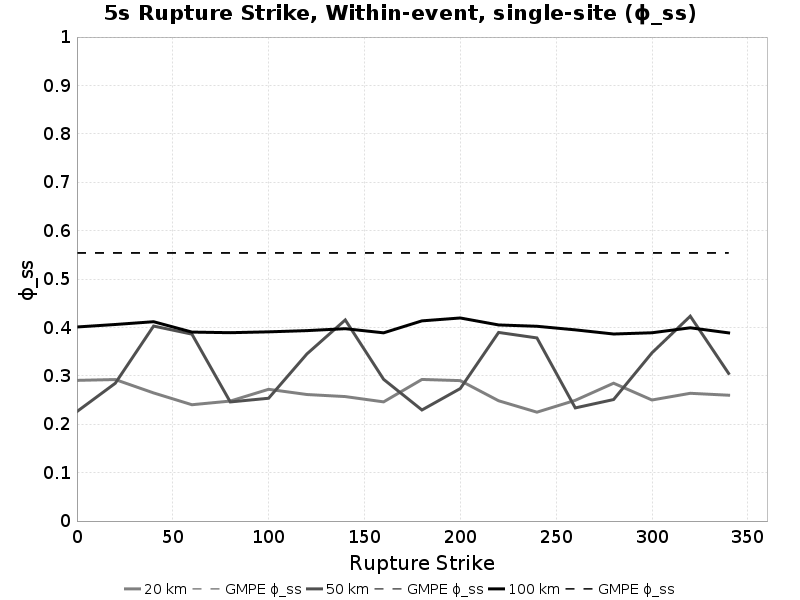 5s Rupture Strike, Within-event, single-site (ϕ_ss)
1
0.9
0.8
0.7
0.6
0.5
0.4
0.3
0.2
0.1
0
ϕ_ss
0 50 100 150 200 250 300 350
Rupture Strike
20 km GMPE ϕ_ss 50 km GMPE ϕ_ss 100 km GMPE ϕ_ss